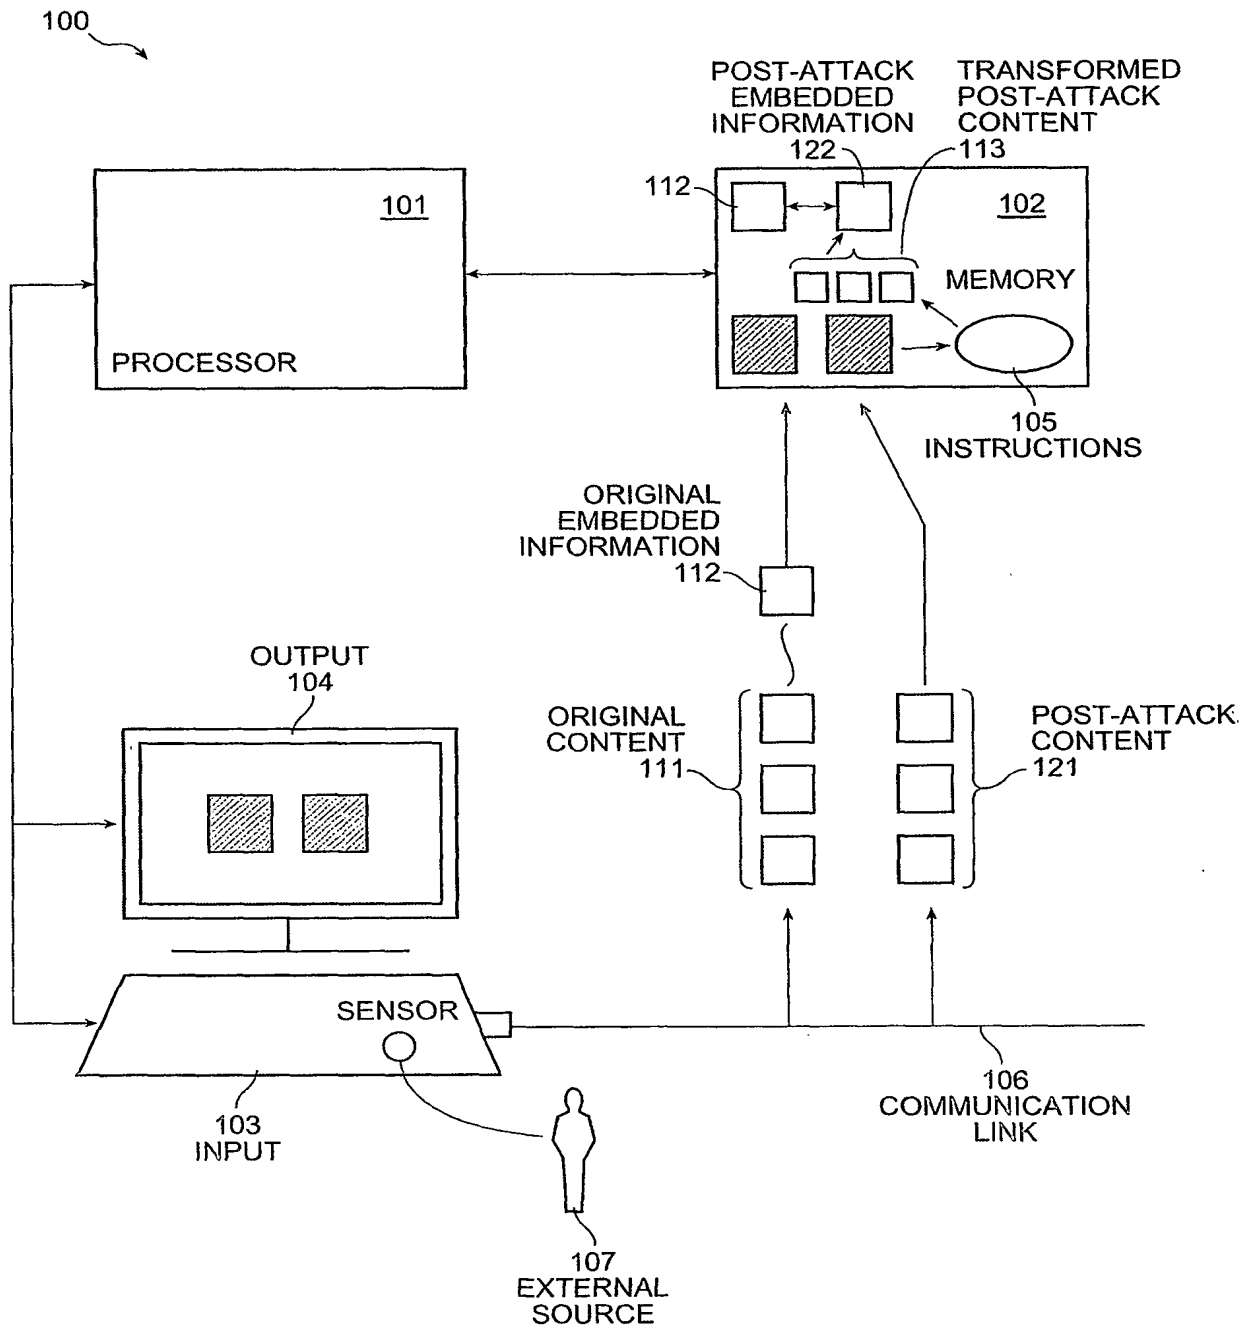 100
POST-ATTACK
EMBEDDED
INFORMATION
122
TRANSFORMED
POST-ATTACK
CONTENT
113
101
PROCESSOR
112
102
MEMORY
105
INSTRUCTIONS
ORIGINAL
EMBEDDED
INFORMATION
112
OUTPUT
104
ORIGINAL
CONTENT
111
POST-ATTACK
CONTENT
121
SENSOR
103
INPUT
106
COMMUNICATION
LINK
107
EXTERNAL
SOURCE